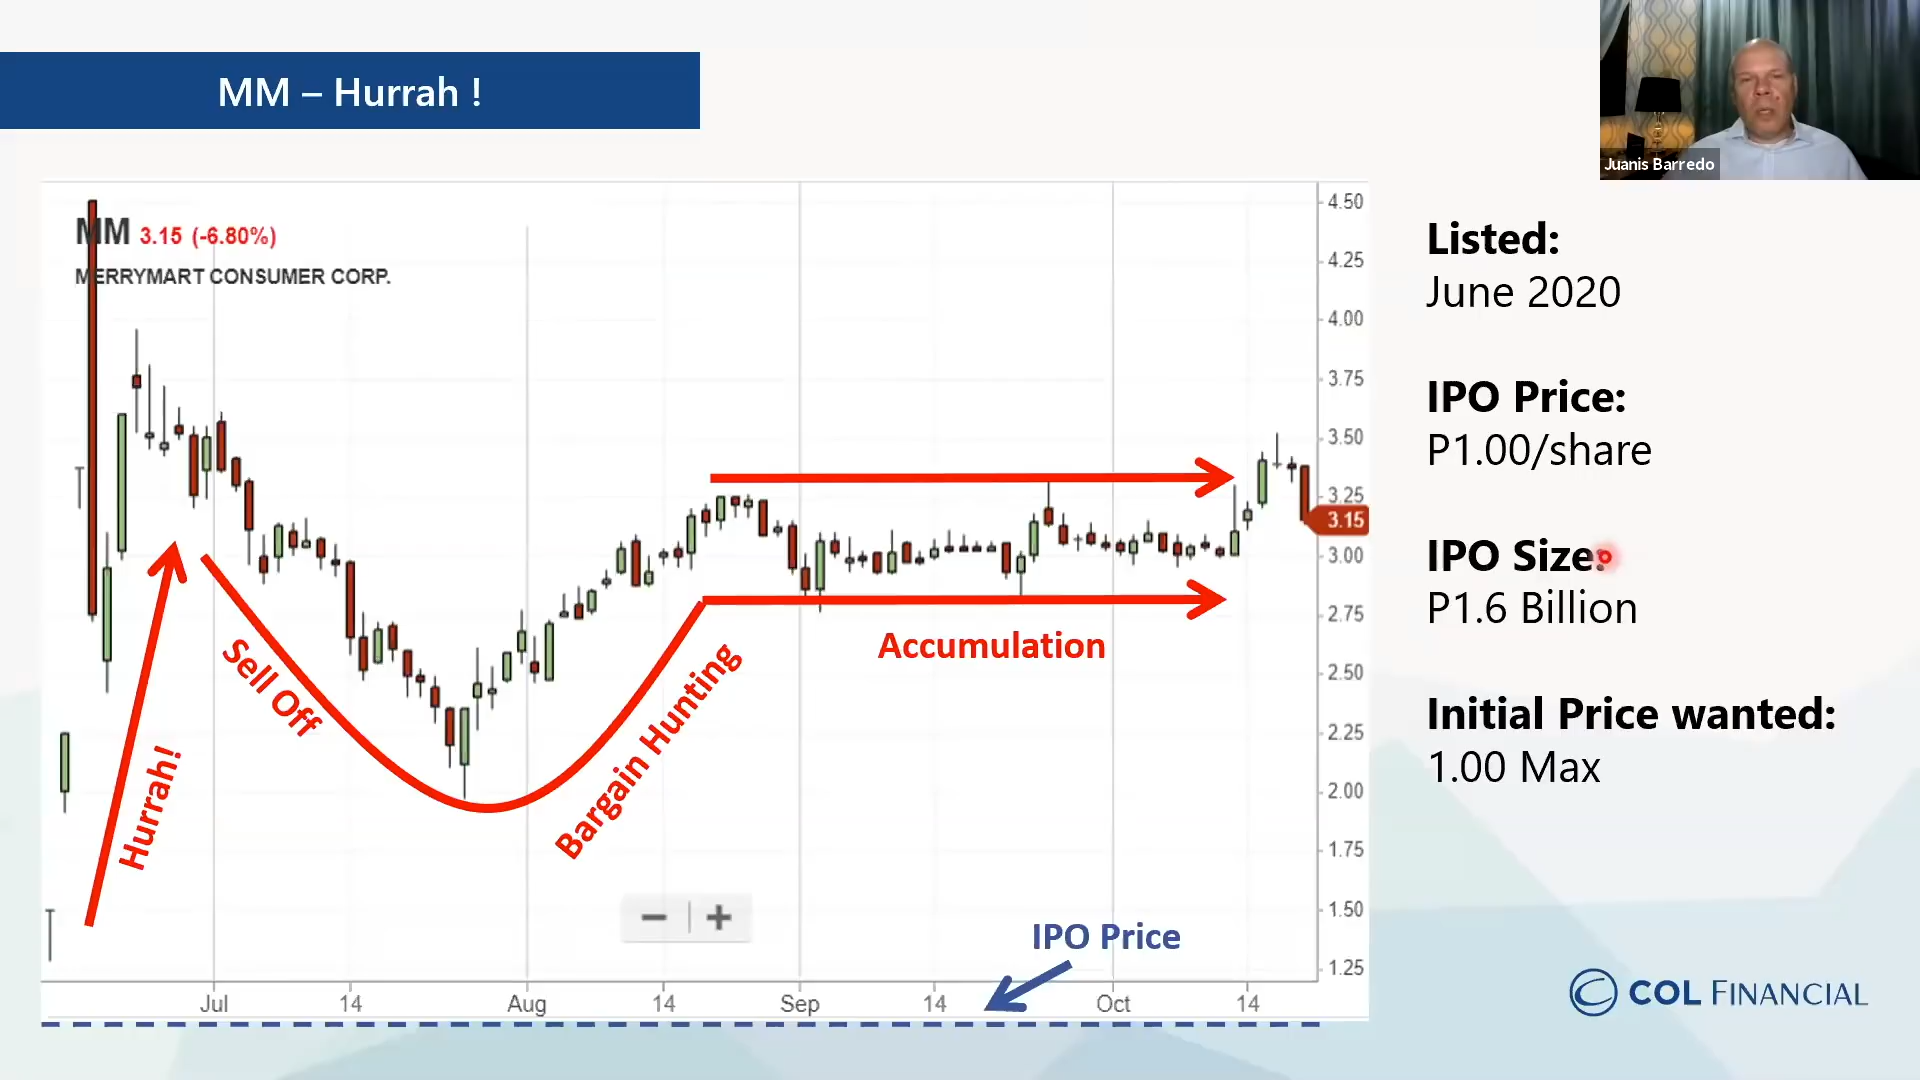 MM – Hurrah !
Juanis Barredo
MM 3.15 (-6.80%)
MERRYMART CONSUMER CORP.
4.50
4.25
4.00
3.75
3.50
3.25
3.15
3.00
2.75
2.50
2.25
2.00
1.75
1.50
1.25
Hurrah!
Sell Off
Bargain Hunting
Accumulation
IPO Price
Jul 14 Aug 14 Sep 14 Oct 14
Listed:
June 2020
IPO Price:
P1.00/share
IPO Size:
P1.6 Billion
Initial Price wanted:
1.00 Max
COL FINANCIAL